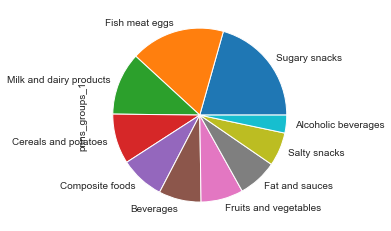 Fish meat eggs
Sugary snacks
Milk and dairy products
pnns_groups_1
Cereals and potatoes
Alcoholic beverages
Salty snacks
Composite foods
Fat and sauces
Beverages
Fruits and vegetables